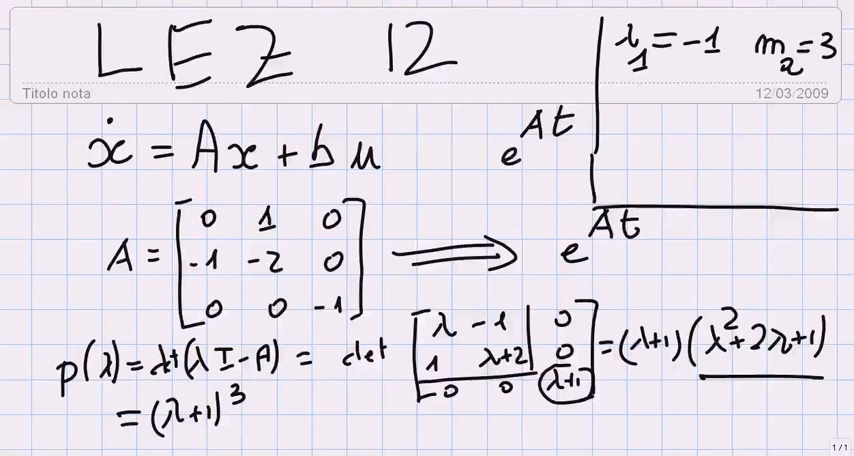 LEZ 12
λ₁ = -1 m_a = 3
Titolo nota 12/03/2009
ẋ = Ax + bu e^{At}
A = [0 1 0; -1 -2 0; 0 0 -1] ⟹ e^{At}
p(λ) = det(λI - A) = det [λ -1 0; 1 λ+2 0; 0 0 λ+1] = (λ+1)(λ²+2λ+1)
= (λ+1)³
1/1